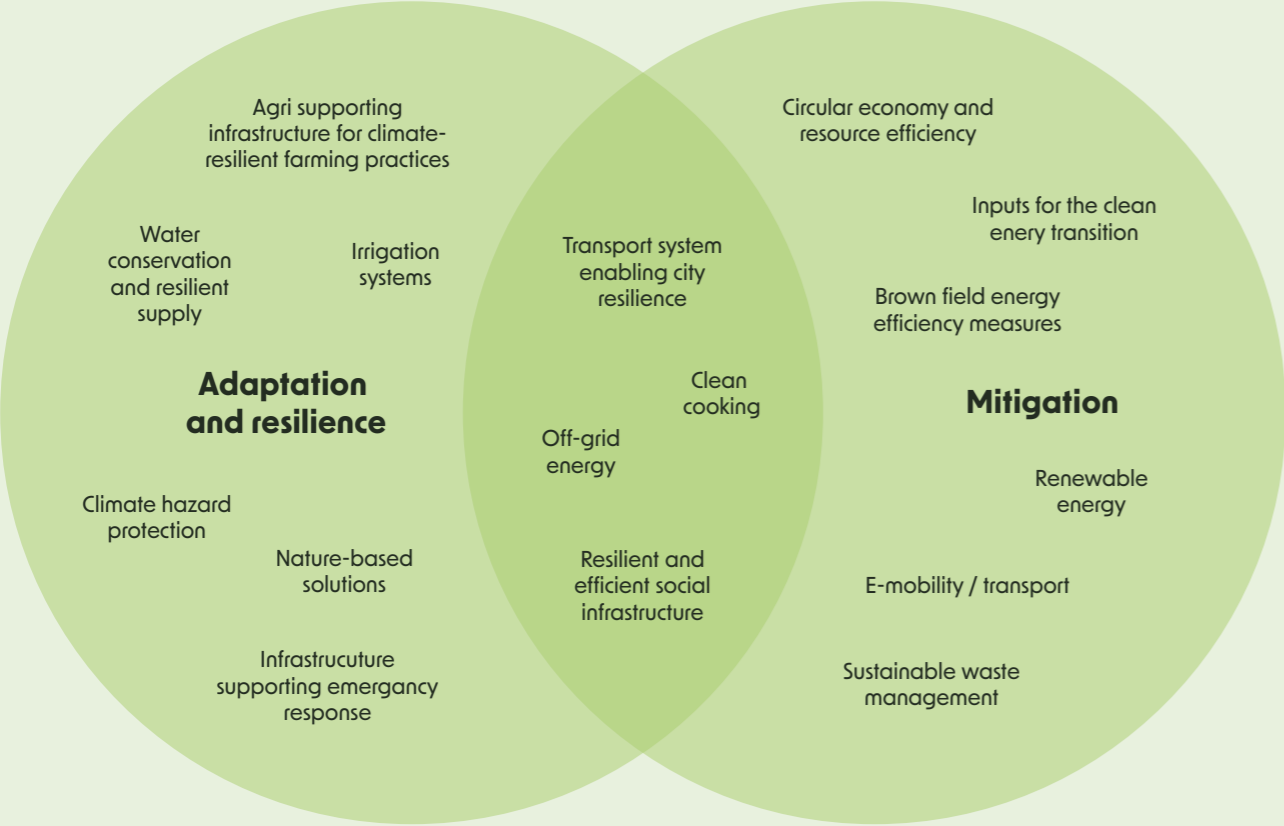 Agri supporting
infrastructure for climate-
resilient farming practices
Water
conservation
and resilient
supply
Irrigation
systems
Adaptation
and resilience
Climate hazard
protection
Nature-based
solutions
Infrastrucuture
supporting emergancy
response
Transport system
enabling city
resilience
Clean
cooking
Off-grid
energy
Resilient and
efficient social
infrastructure
Circular economy and
resource efficiency
Inputs for the clean
enery transition
Brown field energy
efficiency measures
Mitigation
Renewable
energy
E-mobility / transport
Sustainable waste
management